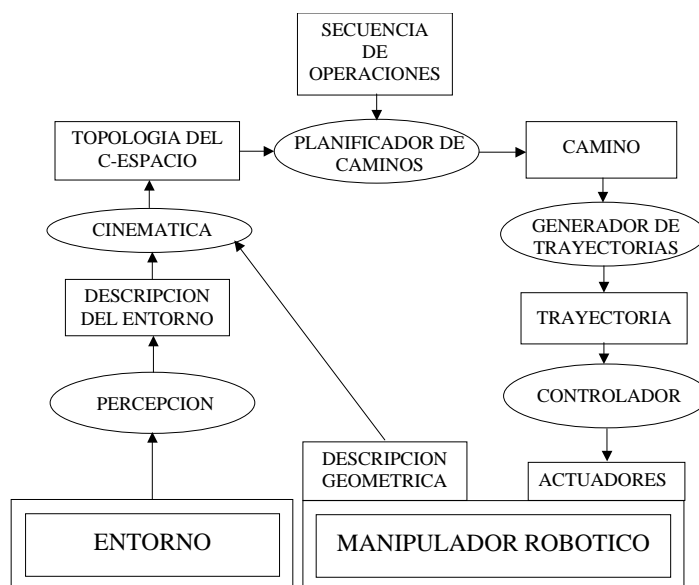 SECUENCIA
DE
OPERACIONES
TOPOLOGIA DEL
C-ESPACIO
PLANIFICADOR DE
CAMINOS
CAMINO
CINEMATICA
GENERADOR DE
TRAYECTORIAS
DESCRIPCION
DEL ENTORNO
TRAYECTORIA
PERCEPCION
CONTROLADOR
DESCRIPCION
GEOMETRICA
ACTUADORES
ENTORNO
MANIPULADOR ROBOTICO